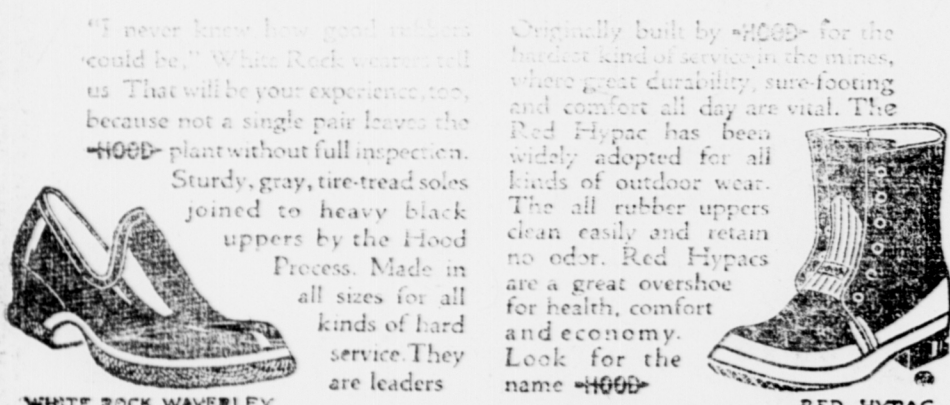 "I never knew how good rubbers
could be," White Rock wearers tell
us. That will be your experience, too,
because not a single pair leaves the
HOOD plant without full inspection.
Sturdy, gray, tire-tread soles
joined to heavy black
uppers by the Hood
Process. Made in
all sizes for all
kinds of hard
service. They
are leaders
WHITE ROCK WAVERLEY
Originally built by HOOD for the
hardest kind of service in the mines,
where great durability, sure-footing
and comfort all day are vital. The
Red Hypac has been
widely adopted for all
kinds of outdoor wear.
The all rubber uppers
clean easily and retain
no odor. Red Hypacs
are a great overshoe
for health, comfort
and economy.
Look for the
name HOOD
RED HYPAC